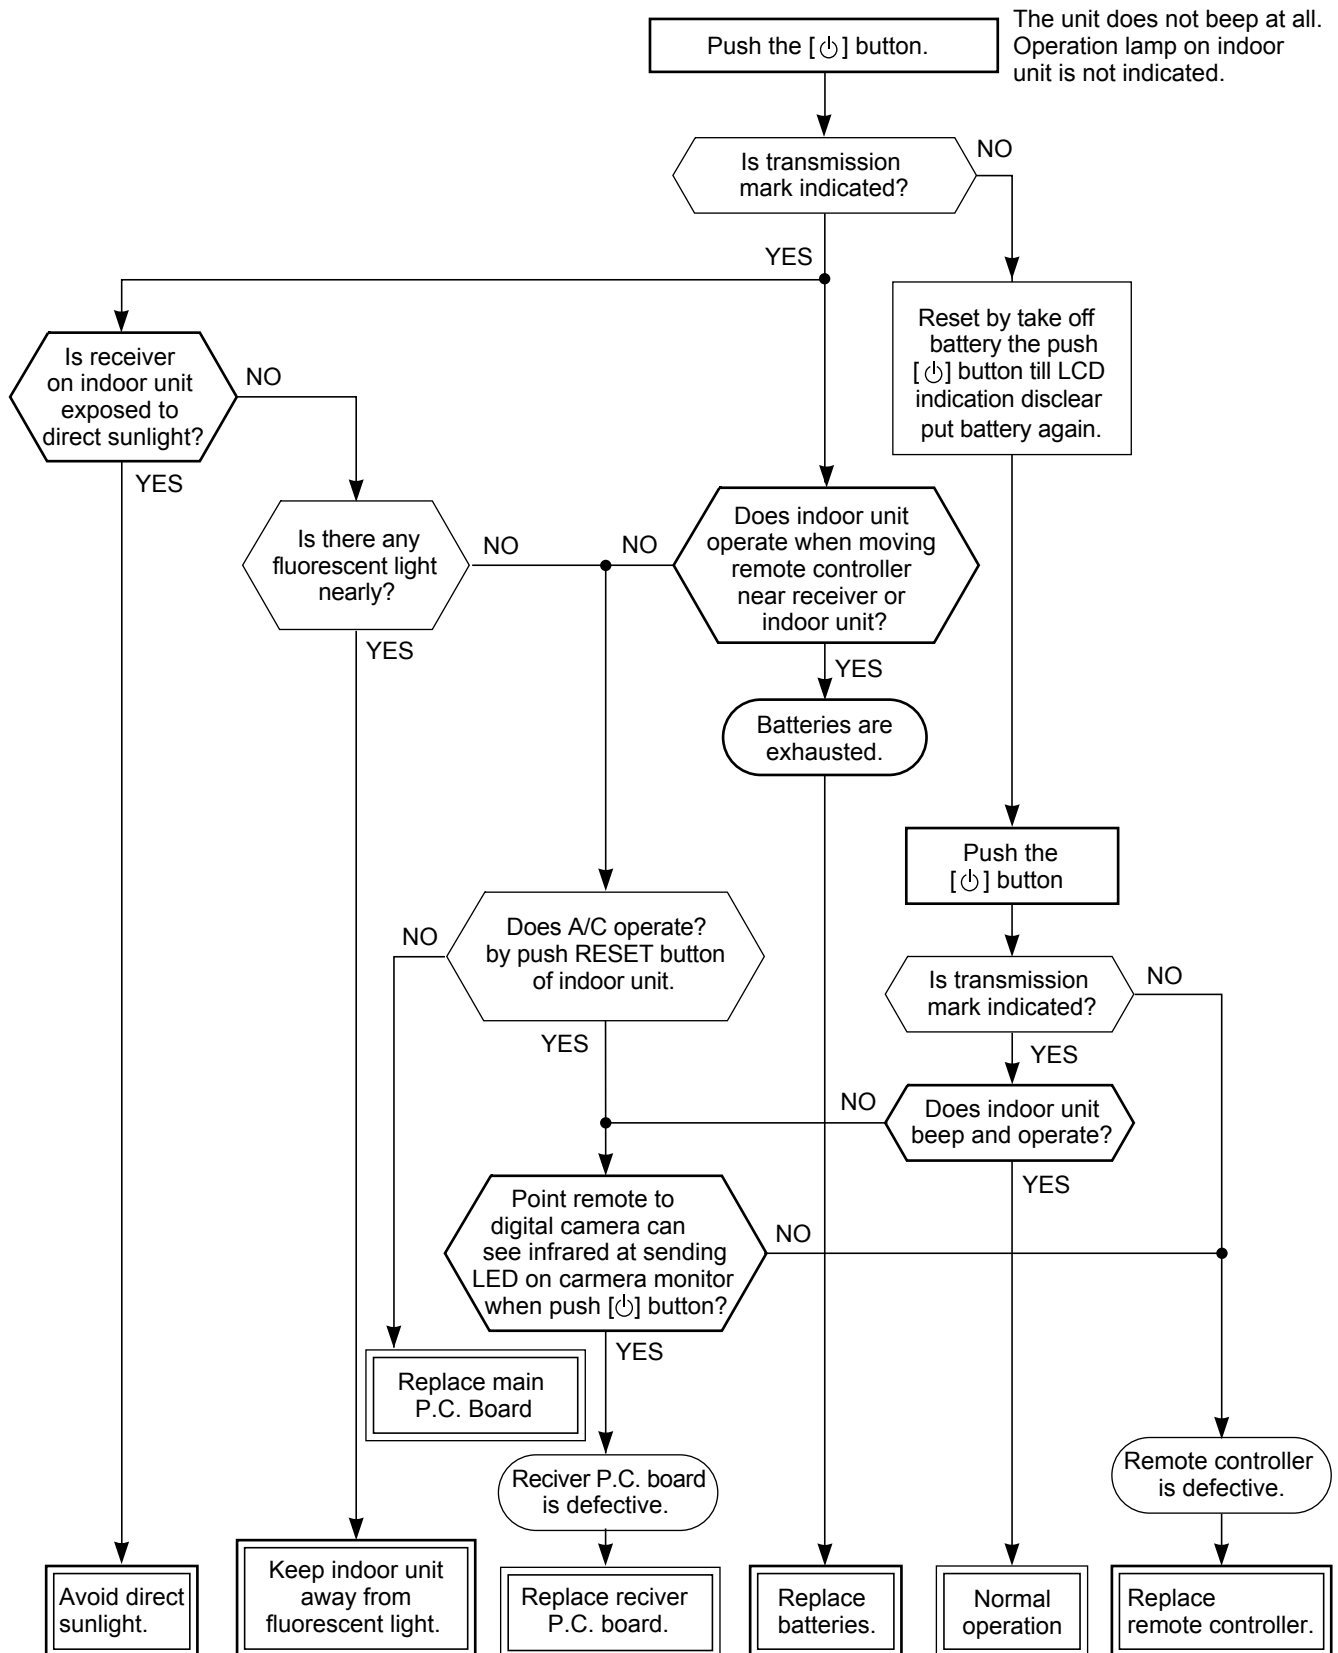 Push the [⏻] button.
The unit does not beep at all.
Operation lamp on indoor
unit is not indicated.
Is transmission
mark indicated?
NO
YES
Is receiver
on indoor unit
exposed to
direct sunlight?
NO
YES
Reset by take off
battery the push
[⏻] button till LCD
indication disclear
put battery again.
Is there any
fluorescent light
nearly?
NO
YES
NO
Does indoor unit
operate when moving
remote controller
near receiver or
indoor unit?
YES
Batteries are
exhausted.
Push the
[⏻] button
Does A/C operate?
by push RESET button
of indoor unit.
NO
YES
Is transmission
mark indicated?
NO
YES
NO
Does indoor unit
beep and operate?
YES
Point remote to
digital camera can
see infrared at sending
LED on carmera monitor
when push [⏻] button?
NO
YES
Replace main
P.C. Board
Reciver P.C. board
is defective.
Remote controller
is defective.
Avoid direct
sunlight.
Keep indoor unit
away from
fluorescent light.
Replace reciver
P.C. board.
Replace
batteries.
Normal
operation
Replace
remote controller.